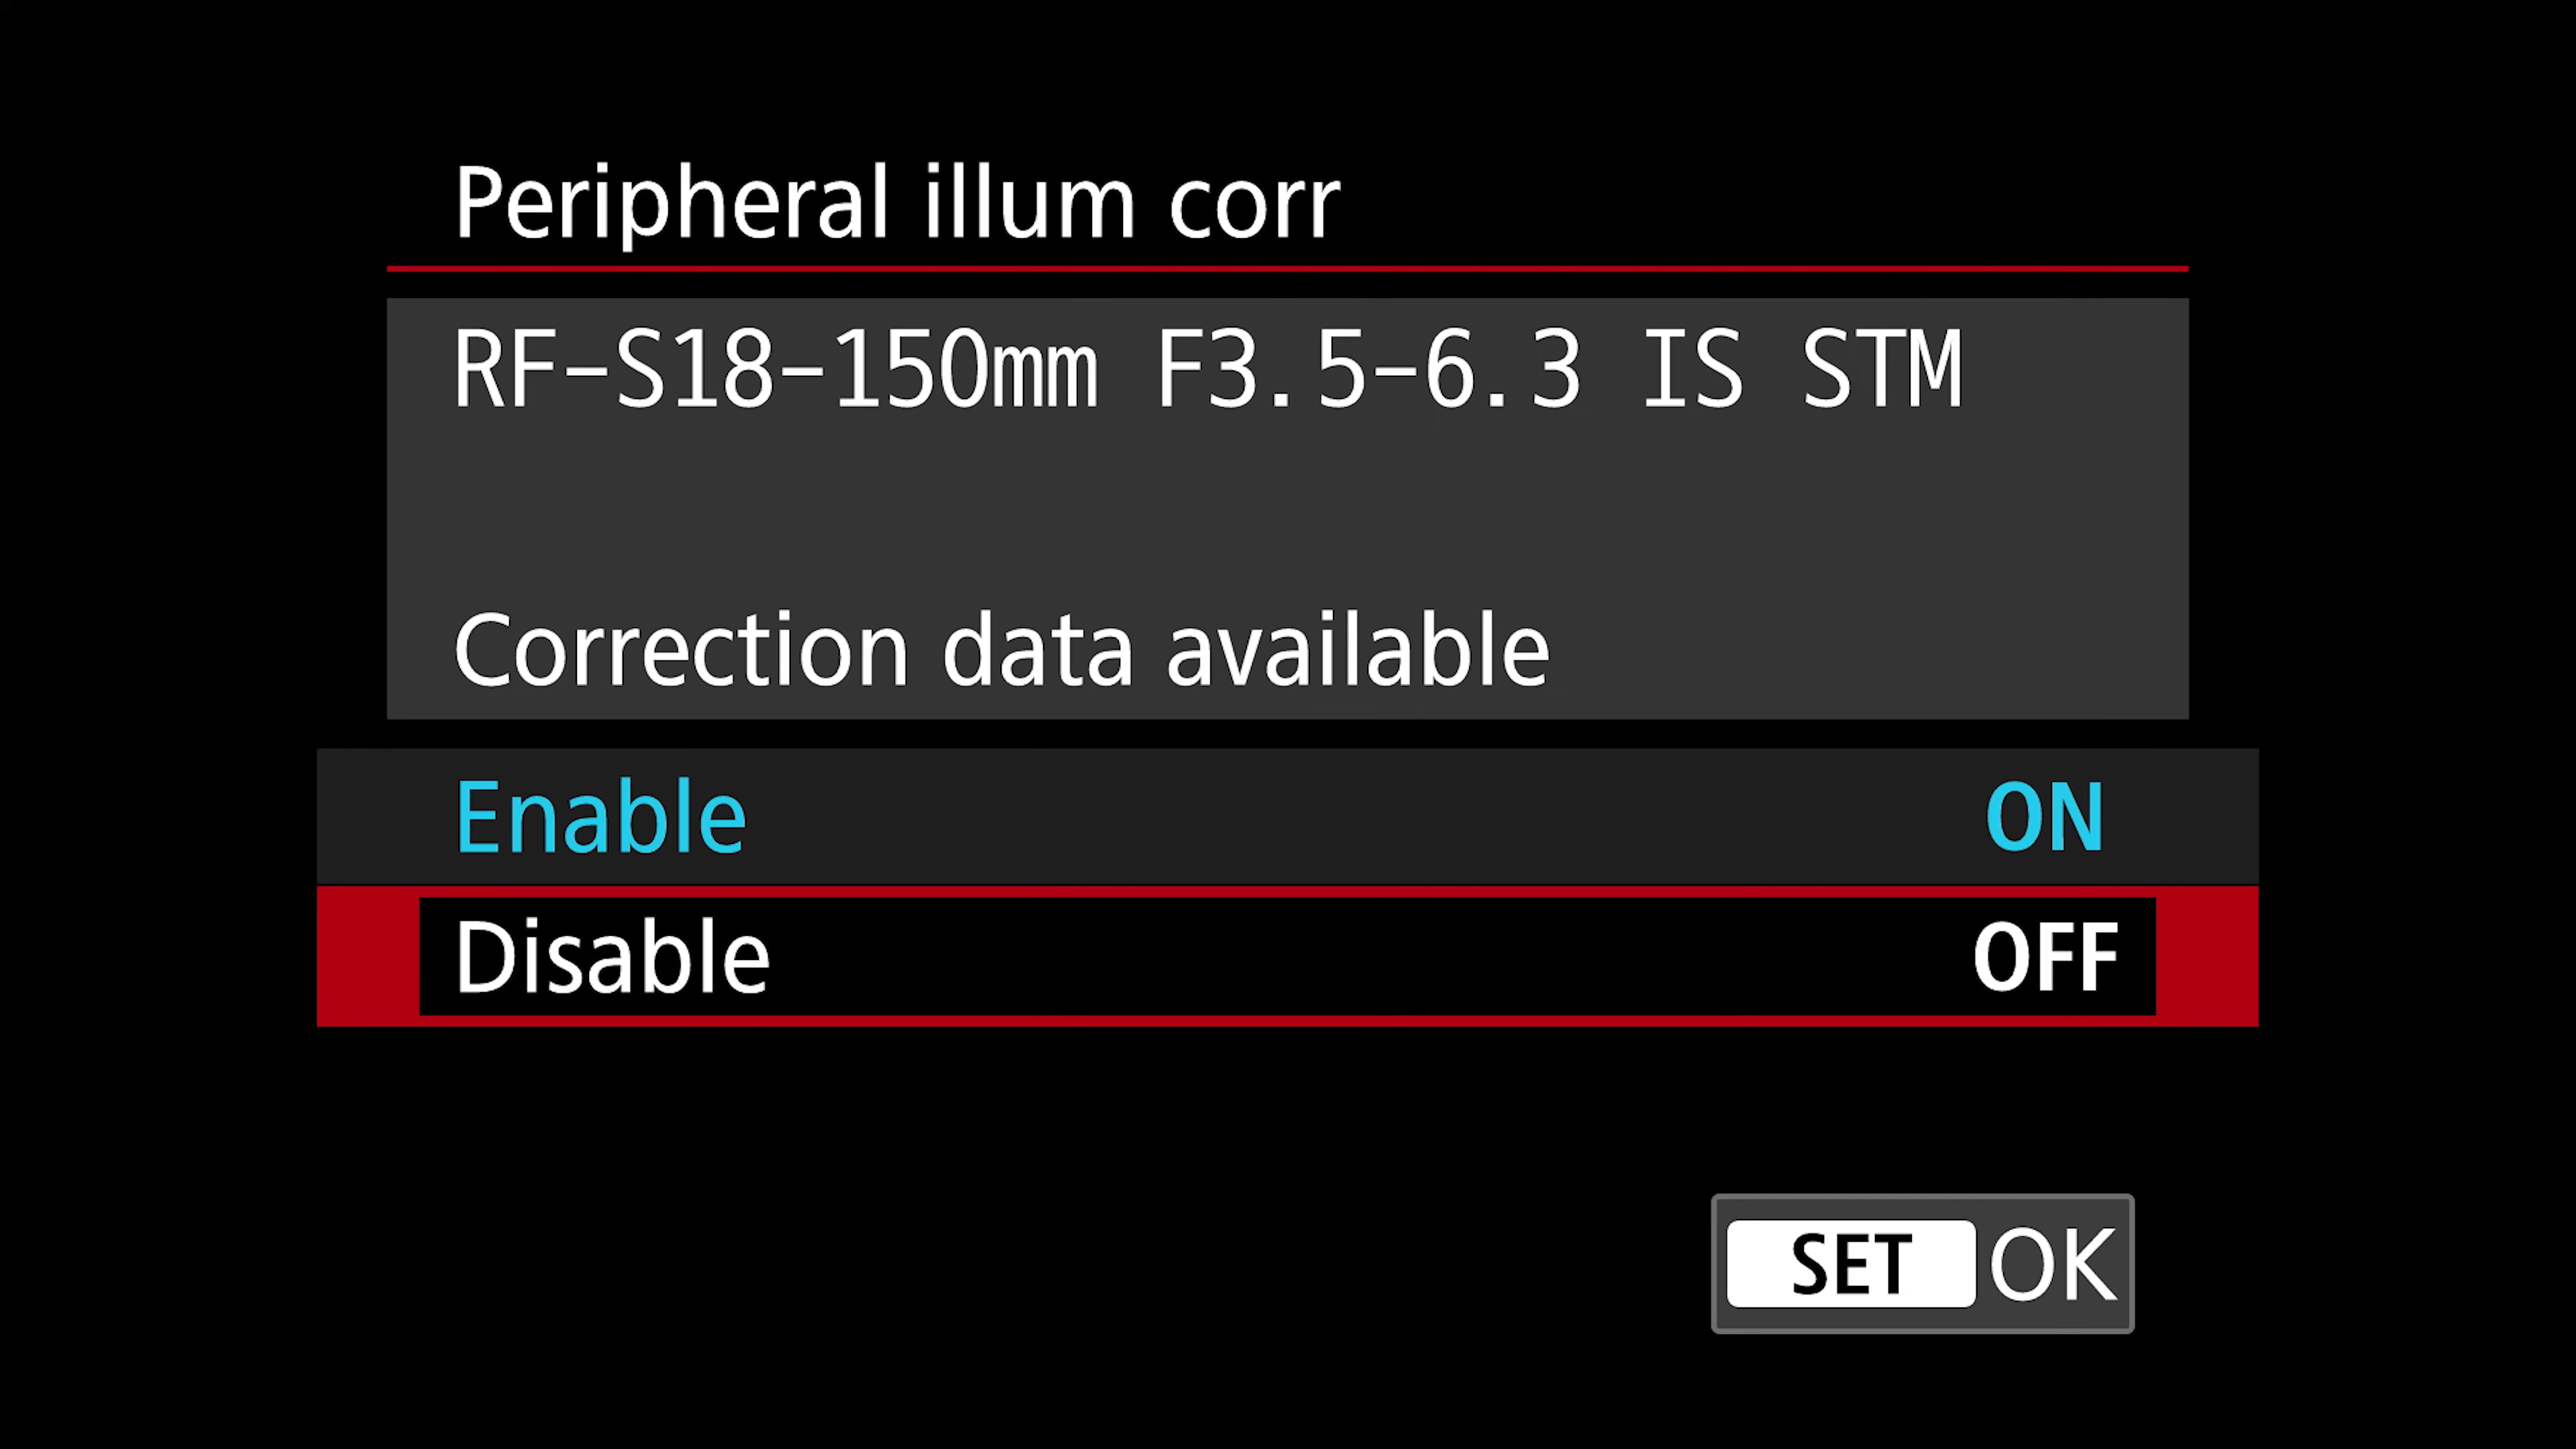 Peripheral illum corr
RF-S18-150mm F3.5-6.3 IS STM
Correction data available
Enable ON
Disable OFF
SET OK